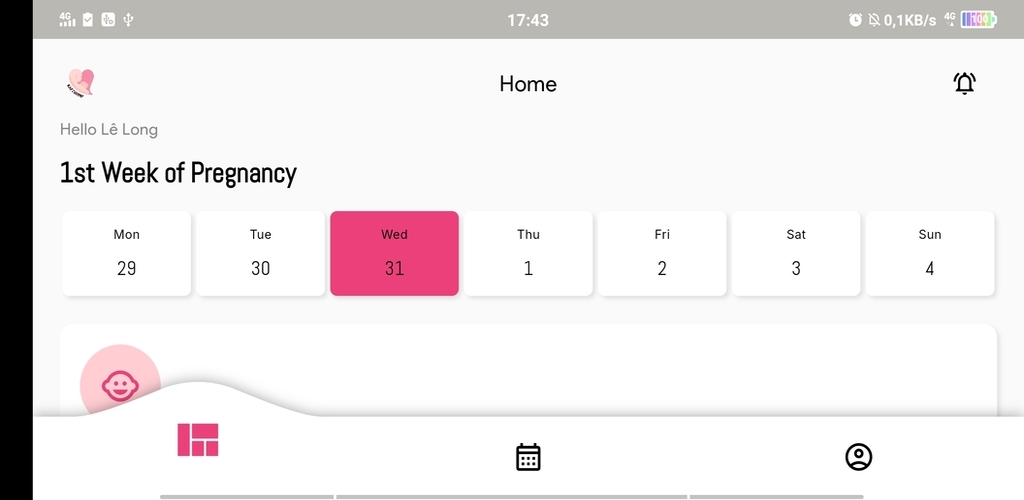 4G 17:43 0,1KB/s 4G 100
Home
Hello Lê Long
1st Week of Pregnancy
Mon Tue Wed Thu Fri Sat Sun
29 30 31 1 2 3 4